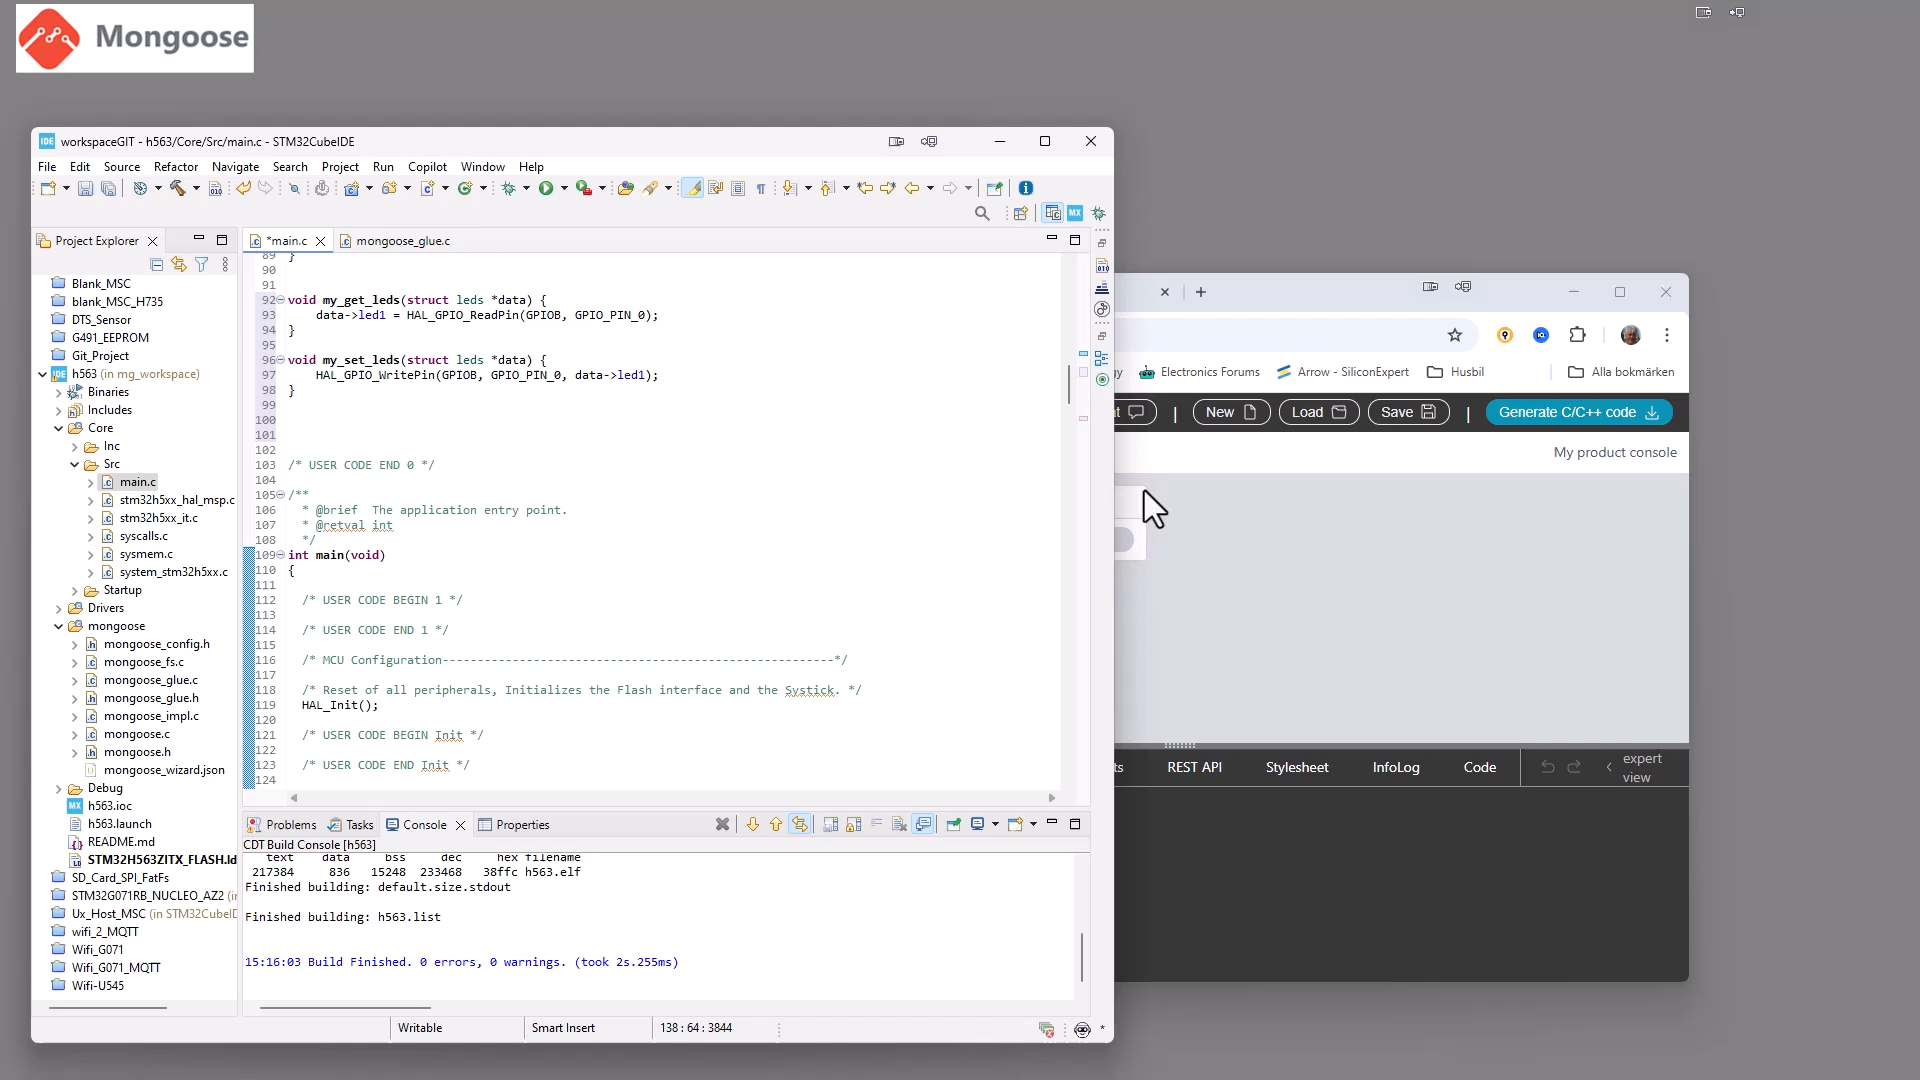 Mongoose
workspaceGIT - h563/Core/Src/main.c - STM32CubeIDE
File Edit Source Refactor Navigate Search Project Run Copilot Window Help
Project Explorer
Blank_MSC
blank_MSC_H735
DTS_Sensor
G491_EEPROM
Git_Project
h563 (in mg_workspace)
Binaries
Includes
Core
Inc
Src
main.c
stm32h5xx_hal_msp.c
stm32h5xx_it.c
syscalls.c
sysmem.c
system_stm32h5xx.c
Startup
Drivers
mongoose
mongoose_config.h
mongoose_fs.c
mongoose_glue.c
mongoose_glue.h
mongoose_impl.c
mongoose.c
mongoose.h
mongoose_wizard.json
Debug
h563.ioc
h563.launch
README.md
STM32H563ZITX_FLASH.ld
SD_Card_SPI_FatFs
STM32G071RB_NUCLEO_AZ2 (i
Ux_Host_MSC (in STM32CubeID
wifi_2_MQTT
Wifi_G071
Wifi_G071_MQTT
Wifi-U545
*main.c mongoose_glue.c
89 }
90
91
92 void my_get_leds(struct leds *data) {
93 data->led1 = HAL_GPIO_ReadPin(GPIOB, GPIO_PIN_0);
94 }
95
96 void my_set_leds(struct leds *data) {
97 HAL_GPIO_WritePin(GPIOB, GPIO_PIN_0, data->led1);
98 }
99
100
101
102
103 /* USER CODE END 0 */
104
105 /**
106 * @brief The application entry point.
107 * @retval int
108 */
109 int main(void)
110 {
111
112 /* USER CODE BEGIN 1 */
113
114 /* USER CODE END 1 */
115
116 /* MCU Configuration--------------------------------------------------------*/
117
118 /* Reset of all peripherals, Initializes the Flash interface and the Systick. */
119 HAL_Init();
120
121 /* USER CODE BEGIN Init */
122
123 /* USER CODE END Init */
124
Problems Tasks Console Properties
CDT Build Console [h563]
text data bss dec hex filename
217384 836 15248 233468 38ffc h563.elf
Finished building: default.size.stdout
Finished building: h563.list
15:16:03 Build Finished. 0 errors, 0 warnings. (took 2s.255ms)
Writable Smart Insert 138 : 64 : 3844
gy Electronics Forums Arrow - SiliconExpert Husbil Alla bokmärken
t | New Load Save | Generate C/C++ code
My product console
ts REST API Stylesheet InfoLog Code expert view